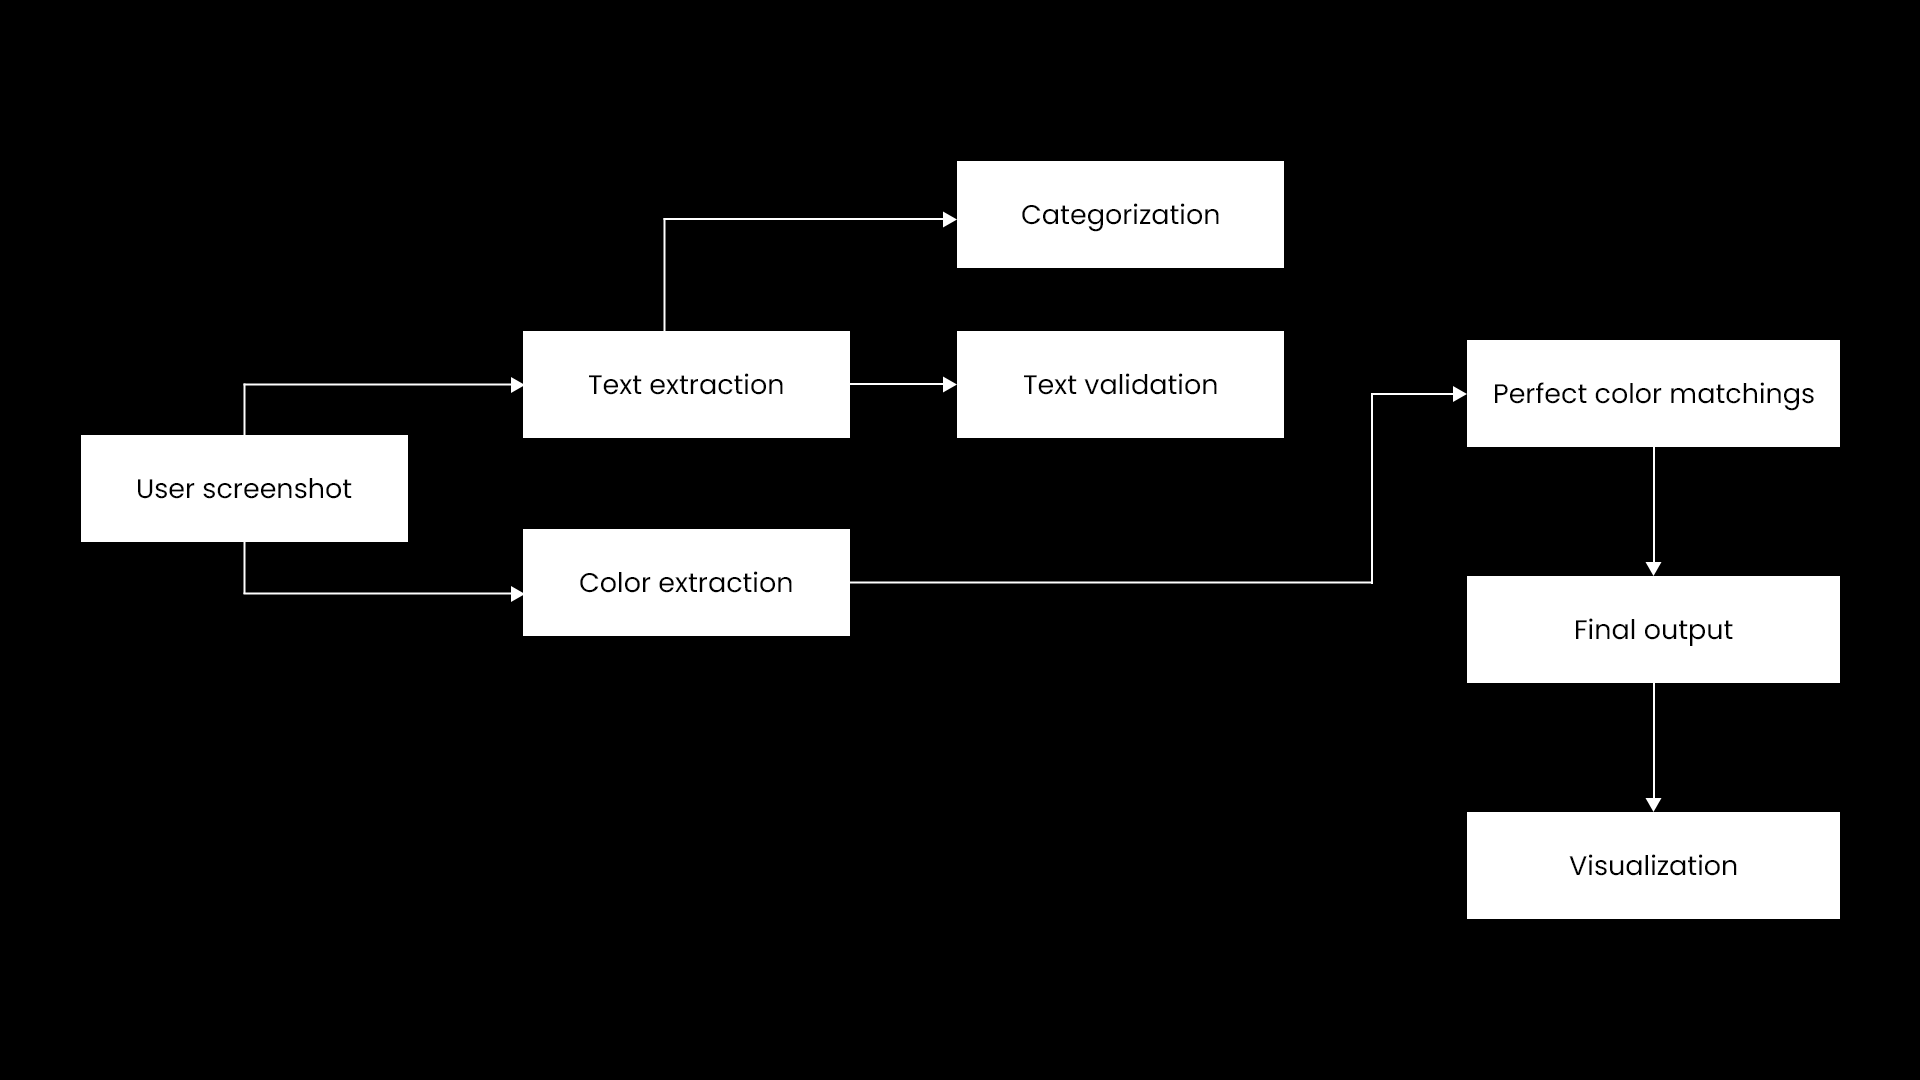 Categorization
Text extraction
Text validation
Perfect color matchings
User screenshot
Color extraction
Final output
Visualization